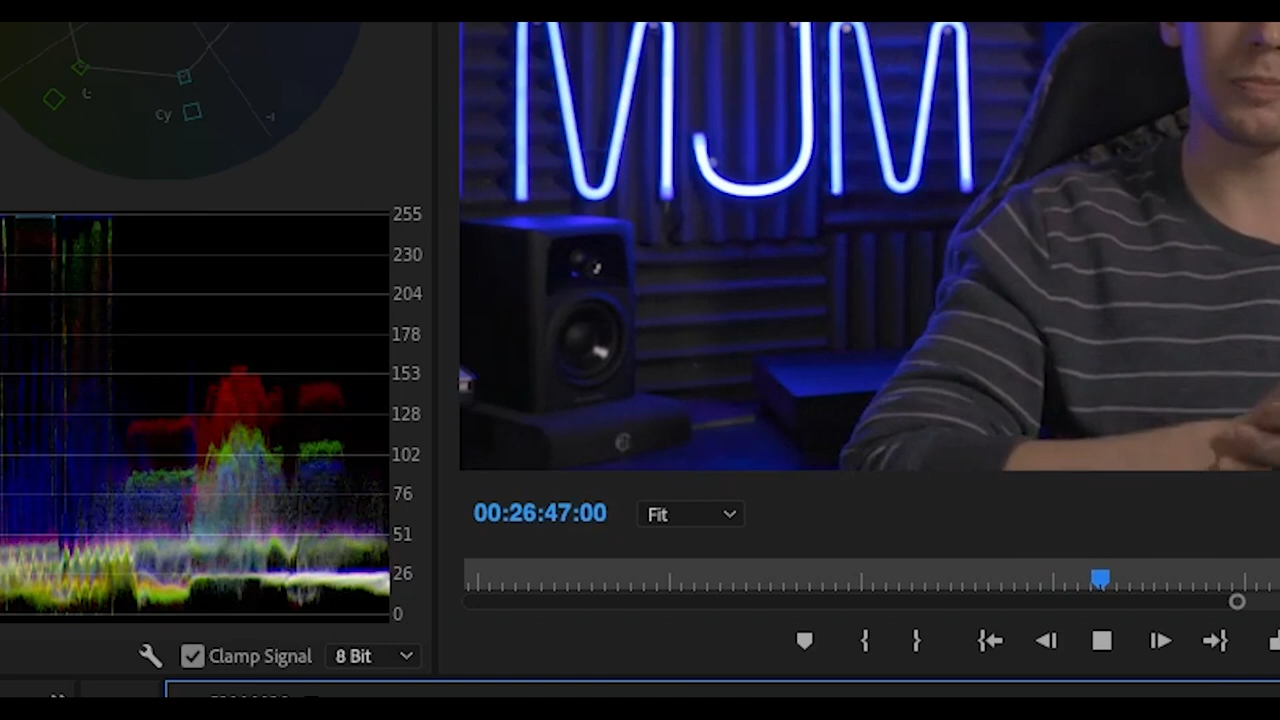 MJM
Cy
-I
255
230
204
178
153
128
102
76
51
26
0
00:26:47:00
Fit
Clamp Signal
8 Bit